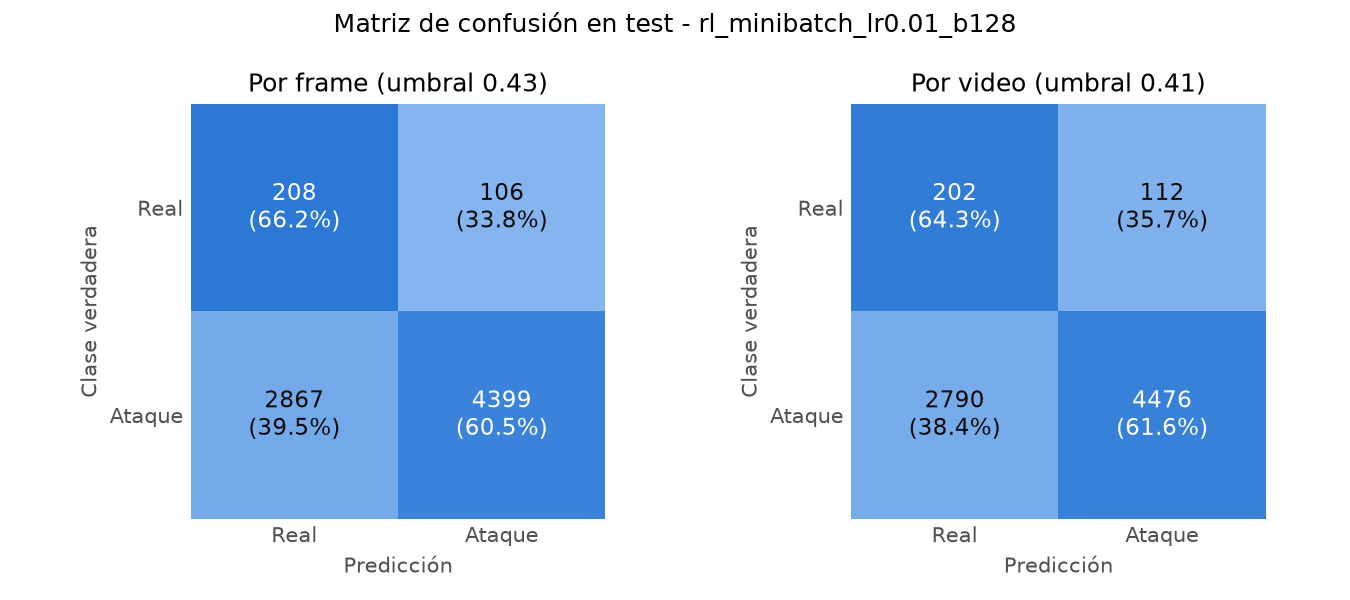 Matriz de confusión en test - rl_minibatch_lr0.01_b128
Por frame (umbral 0.43)
Clase verdadera
Real
Ataque
208
(66.2%)
106
(33.8%)
2867
(39.5%)
4399
(60.5%)
Real
Ataque
Predicción
Por video (umbral 0.41)
Clase verdadera
Real
Ataque
202
(64.3%)
112
(35.7%)
2790
(38.4%)
4476
(61.6%)
Real
Ataque
Predicción